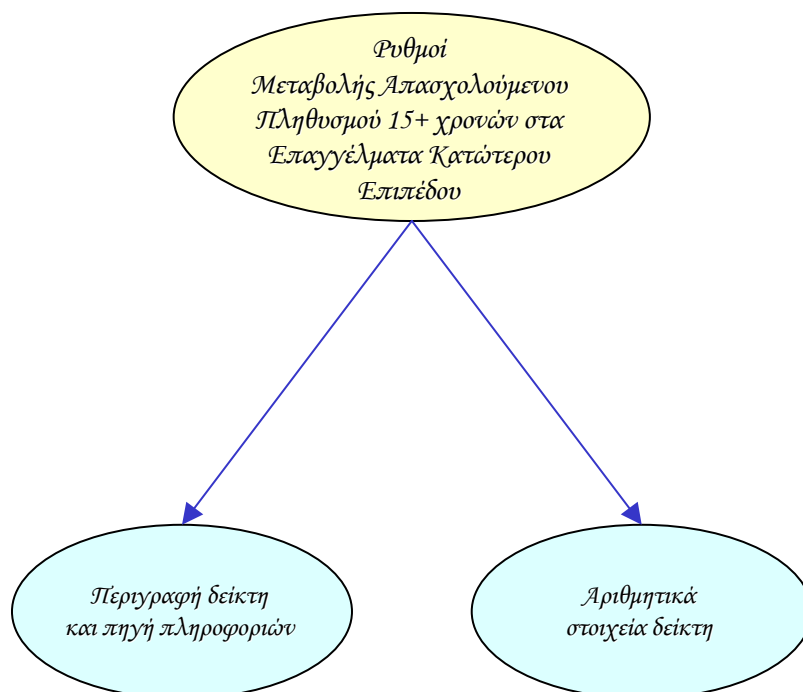 Ρυθμοί
Μεταβολής Απασχολούμενου
Πληθυσμού 15+ χρονών στα
Επαγγέλματα Κατώτερου
Επιπέδου
Περιγραφή δείκτη
και πηγή πληροφοριών
Αριθμητικά
στοιχεία δείκτη